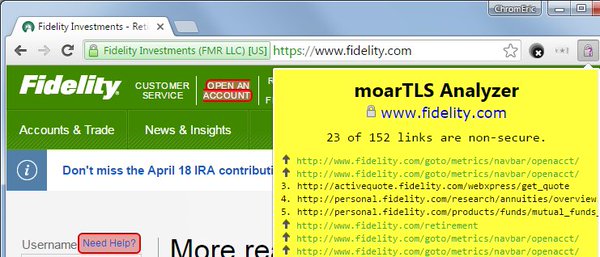 ChromEric
Fidelity Investments - Ret
Fidelity Investments (FMR LLC) [US] https://www.fidelity.com
Fidelity
CUSTOMER SERVICE
OPEN AN ACCOUNT
R
F
Accounts & Trade
News & Insights
Don't miss the April 18 IRA contributi
Username
Need Help?
More rea
moarTLS Analyzer
www.fidelity.com
23 of 152 links are non-secure.
http://www.fidelity.com/goto/metrics/navbar/openacct/
http://www.fidelity.com/goto/metrics/navbar/openacct/
3. http://activequote.fidelity.com/webxpress/get_quote
4. http://personal.fidelity.com/research/annuities/overview
5. http://personal.fidelity.com/products/funds/mutual_funds_
http://www.fidelity.com/retirement
http://www.fidelity.com/goto/metrics/navbar/openacct/
http://www.fidelity.com/goto/metrics/navbar/openacct/